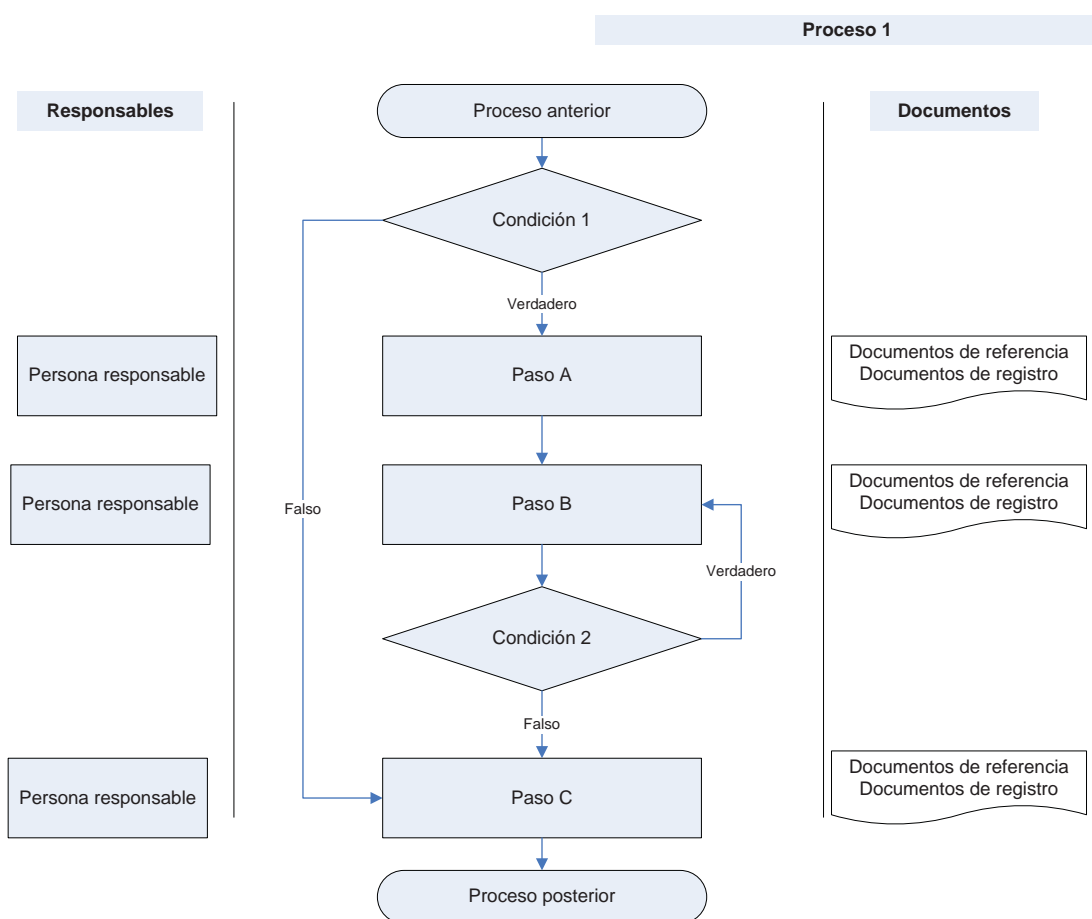 Proceso 1
Responsables
Proceso anterior
Documentos
Condición 1
Verdadero
Persona responsable
Paso A
Documentos de referencia
Documentos de registro
Persona responsable
Falso
Paso B
Documentos de referencia
Documentos de registro
Verdadero
Condición 2
Falso
Persona responsable
Paso C
Documentos de referencia
Documentos de registro
Proceso posterior